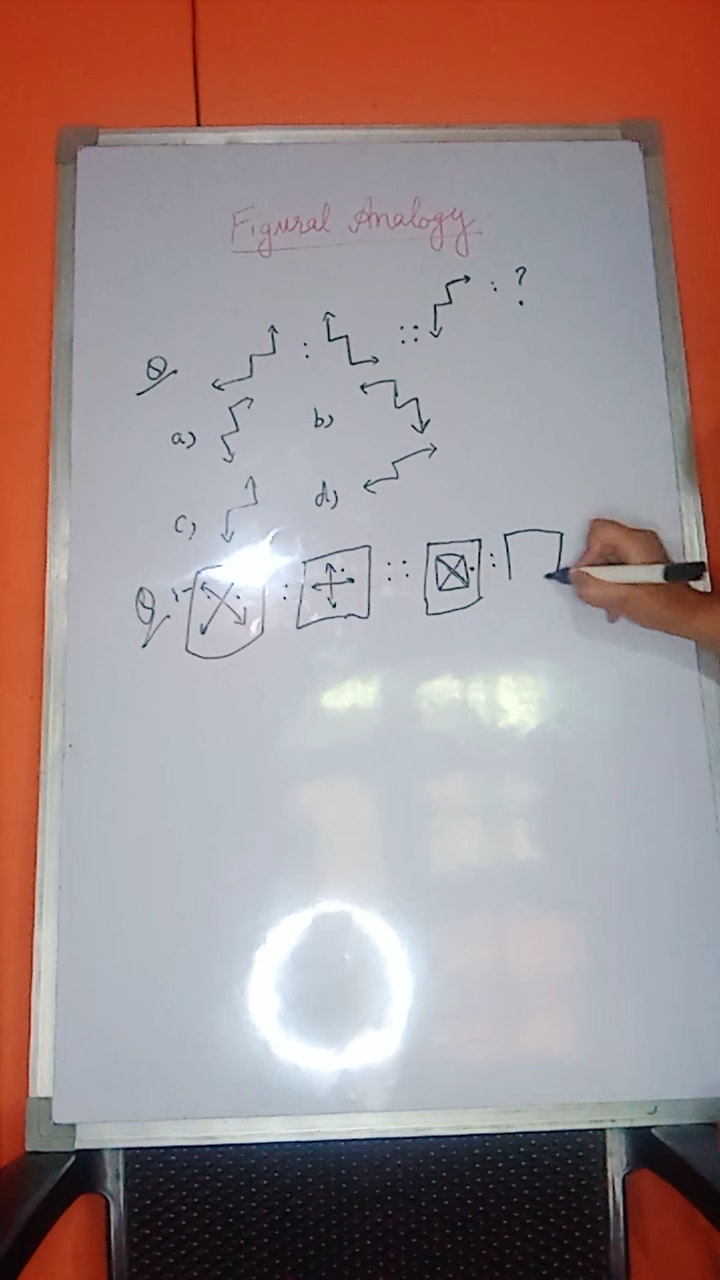 Figural Analogy
Q : :: : ?
a) b)
c) d)
Q. : :: :